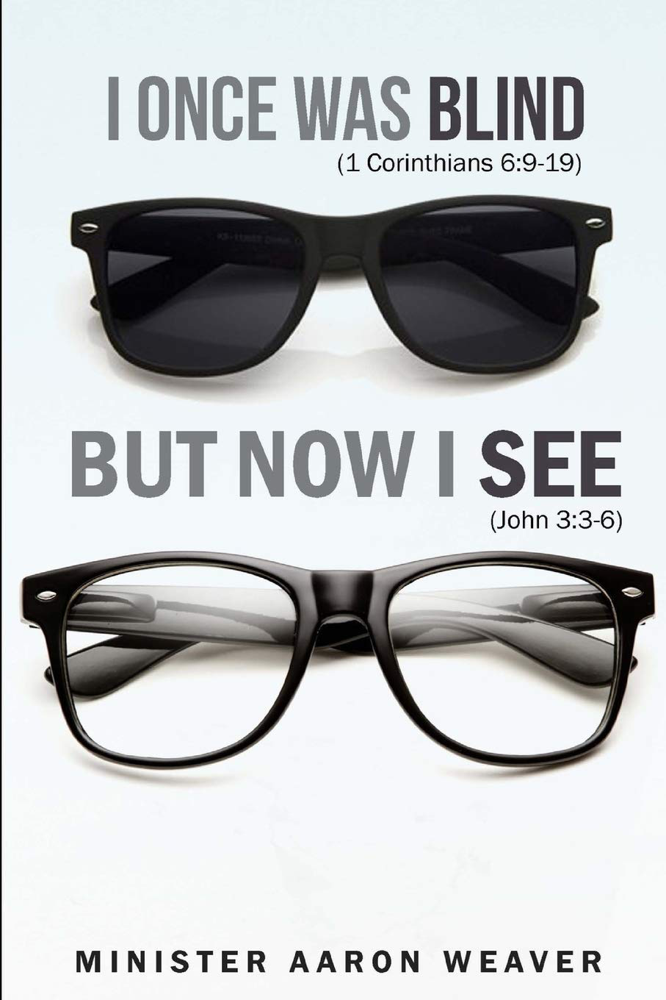 I ONCE WAS BLIND
(1 Corinthians 6:9-19)
BUT NOW I SEE
(John 3:3-6)
MINISTER AARON WEAVER